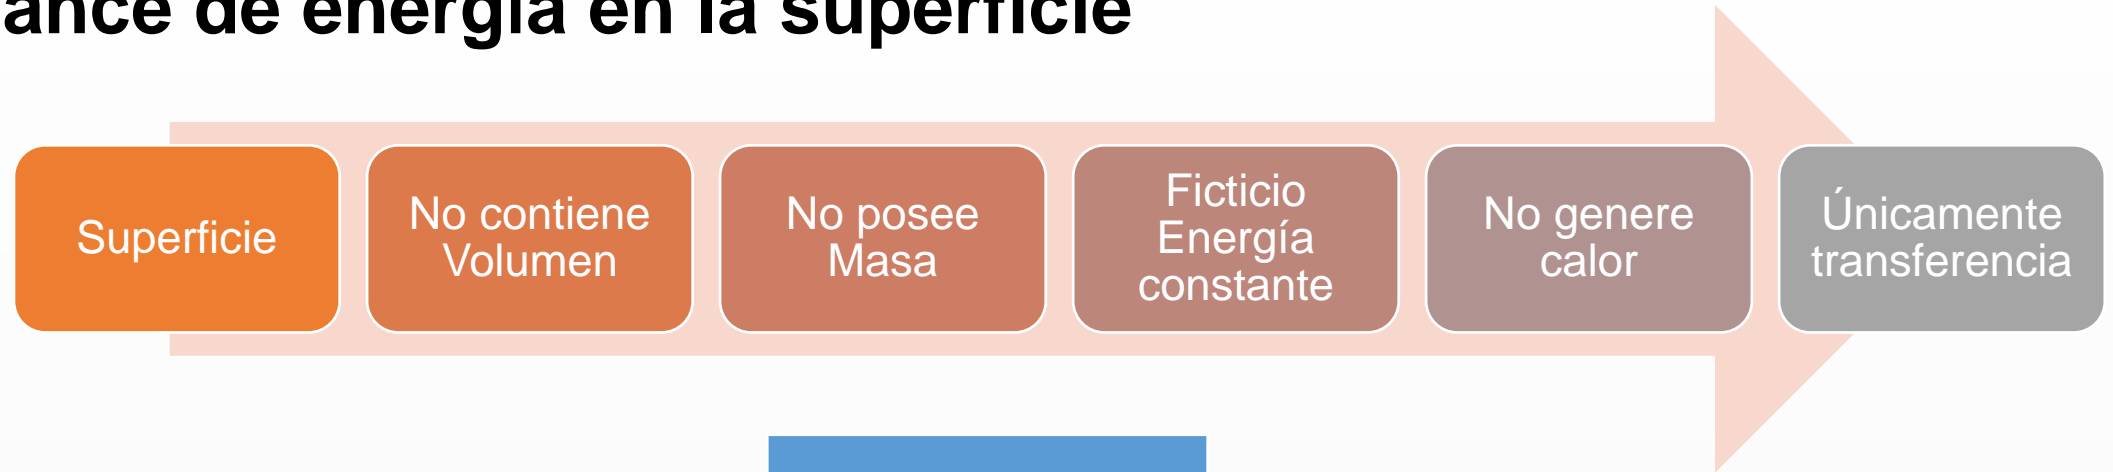 ance de energía en la superficie
Superficie
No contiene
Volumen
No posee
Masa
Ficticio
Energía
constante
No genere
calor
Únicamente
transferencia